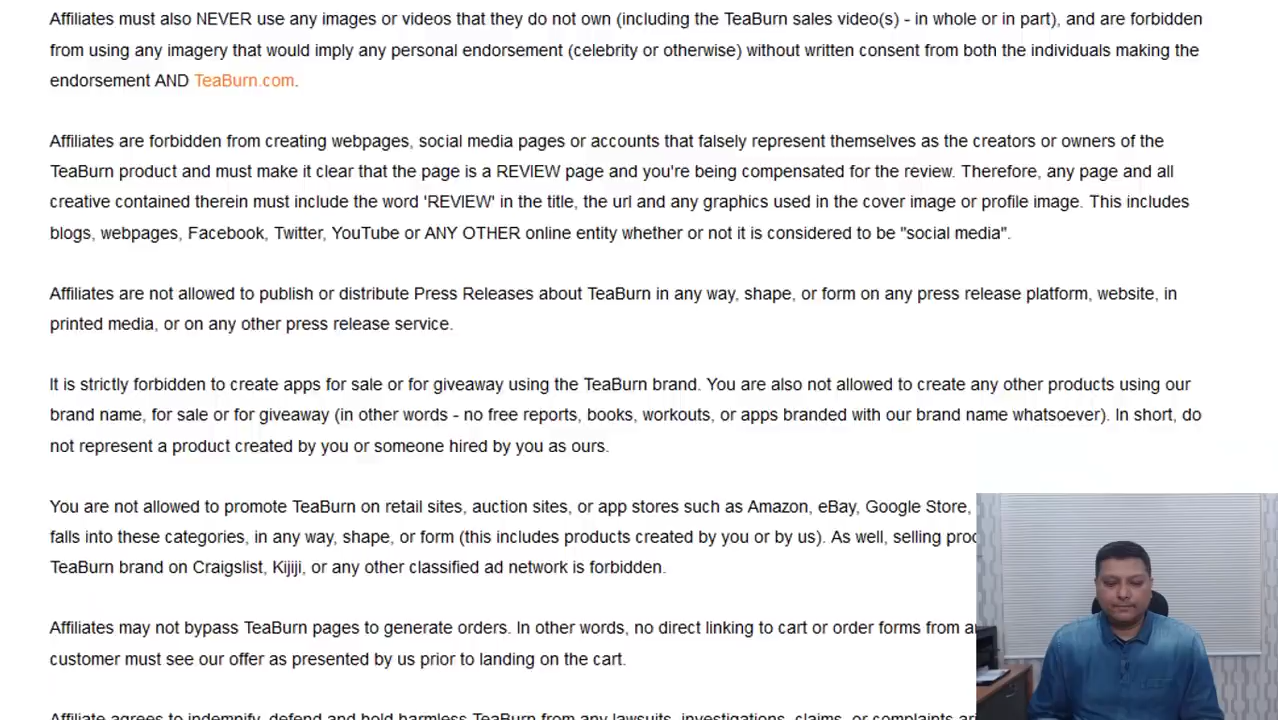 Affiliates must also NEVER use any images or videos that they do not own (including the TeaBurn sales video(s) - in whole or in part), and are forbidden
from using any imagery that would imply any personal endorsement (celebrity or otherwise) without written consent from both the individuals making the
endorsement AND TeaBurn.com.
Affiliates are forbidden from creating webpages, social media pages or accounts that falsely represent themselves as the creators or owners of the
TeaBurn product and must make it clear that the page is a REVIEW page and you're being compensated for the review. Therefore, any page and all
creative contained therein must include the word 'REVIEW' in the title, the url and any graphics used in the cover image or profile image. This includes
blogs, webpages, Facebook, Twitter, YouTube or ANY OTHER online entity whether or not it is considered to be "social media".
Affiliates are not allowed to publish or distribute Press Releases about TeaBurn in any way, shape, or form on any press release platform, website, in
printed media, or on any other press release service.
It is strictly forbidden to create apps for sale or for giveaway using the TeaBurn brand. You are also not allowed to create any other products using our
brand name, for sale or for giveaway (in other words - no free reports, books, workouts, or apps branded with our brand name whatsoever). In short, do
not represent a product created by you or someone hired by you as ours.
You are not allowed to promote TeaBurn on retail sites, auction sites, or app stores such as Amazon, eBay, Google Store,
falls into these categories, in any way, shape, or form (this includes products created by you or by us). As well, selling
TeaBurn brand on Craigslist, Kijiji, or any other classified ad network is forbidden.
Affiliates may not bypass TeaBurn pages to generate orders. In other words, no direct linking to cart or order forms from
customer must see our offer as presented by us prior to landing on the cart.
Affiliate agrees to indemnify, defend and hold harmless TeaBurn from any lawsuits, investigations, claims, or complaints